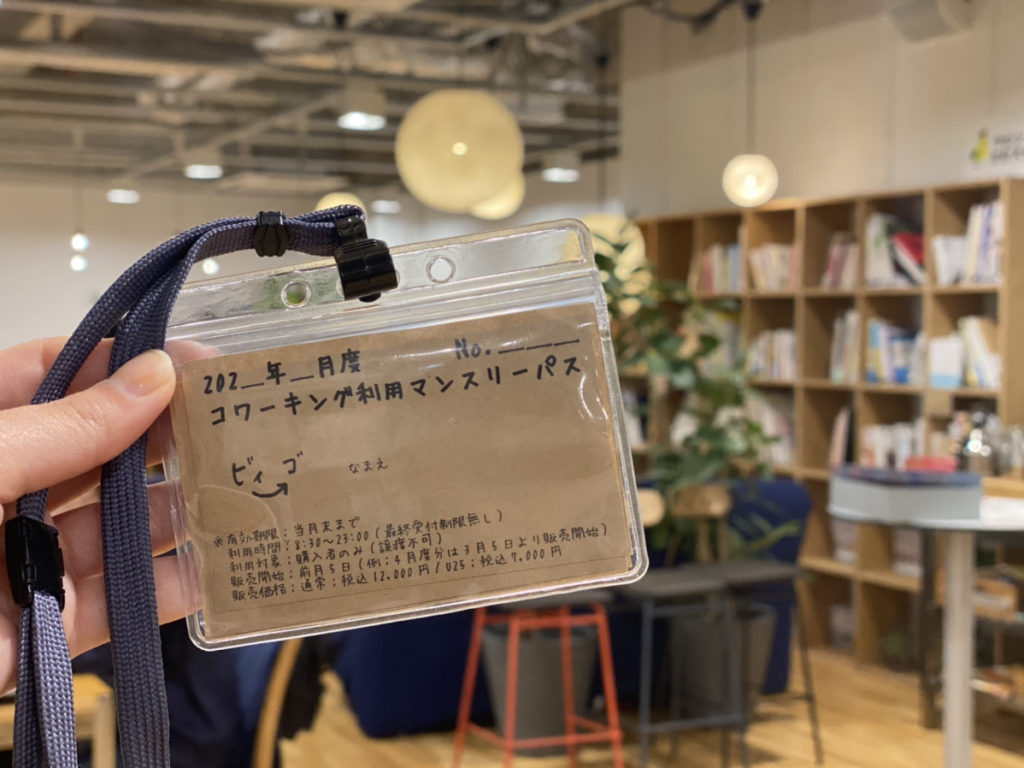 202__年__月度 No.______
コワーキング利用マンスリーパス
ビィーゴ なまえ
※有効期限：当月末まで
利用時間：8:30～23:00（最終受付制限無し）
利用対象：購入者のみ（譲渡不可）
販売開始：前月5日（例：4月度分は3月5日より販売開始）
販売価格：通常：税込12,000円/U25：税込7,000円